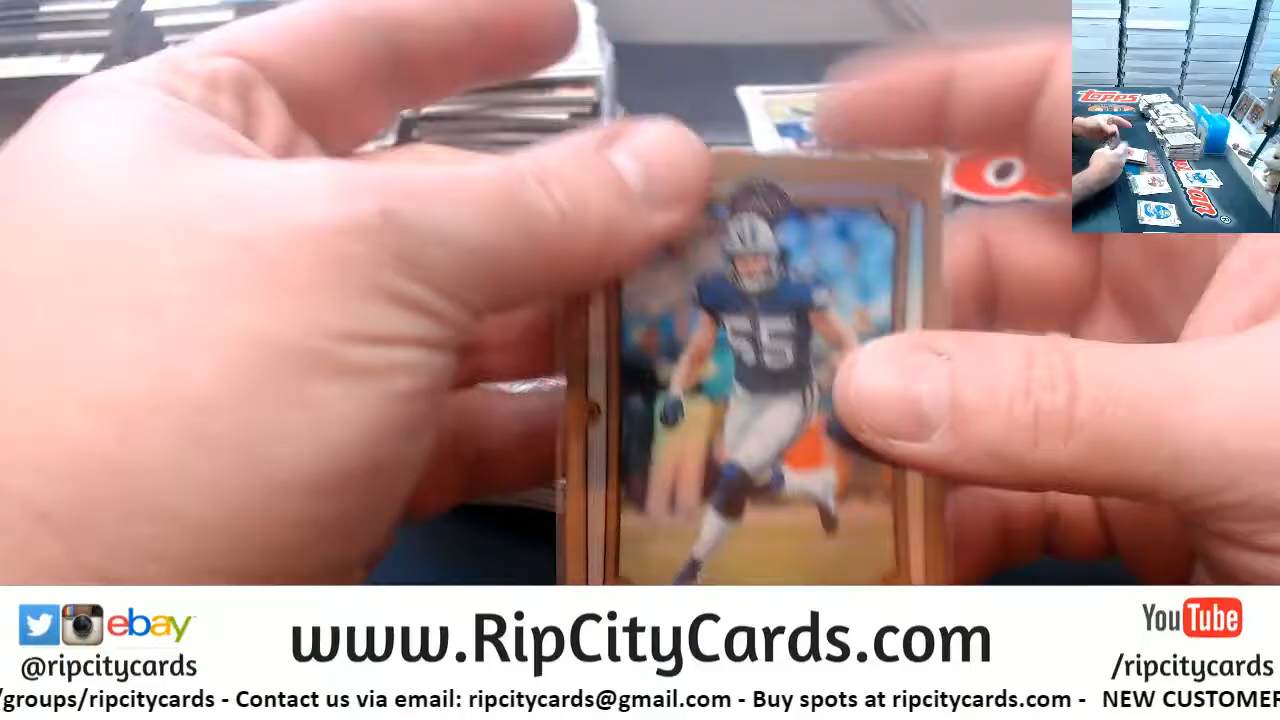 55
Topps
ebay
@ripcitycards
www.RipCityCards.com
YouTube
/ripcitycards
/groups/ripcitycards - Contact us via email: ripcitycards@gmail.com - Buy spots at ripcitycards.com - NEW CUSTOMER